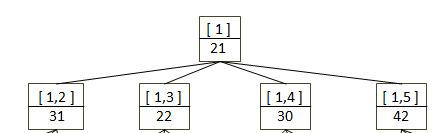 [ 1 ]
21
[ 1,2 ] [ 1,3 ] [ 1,4 ] [ 1,5 ]
31 22 30 42